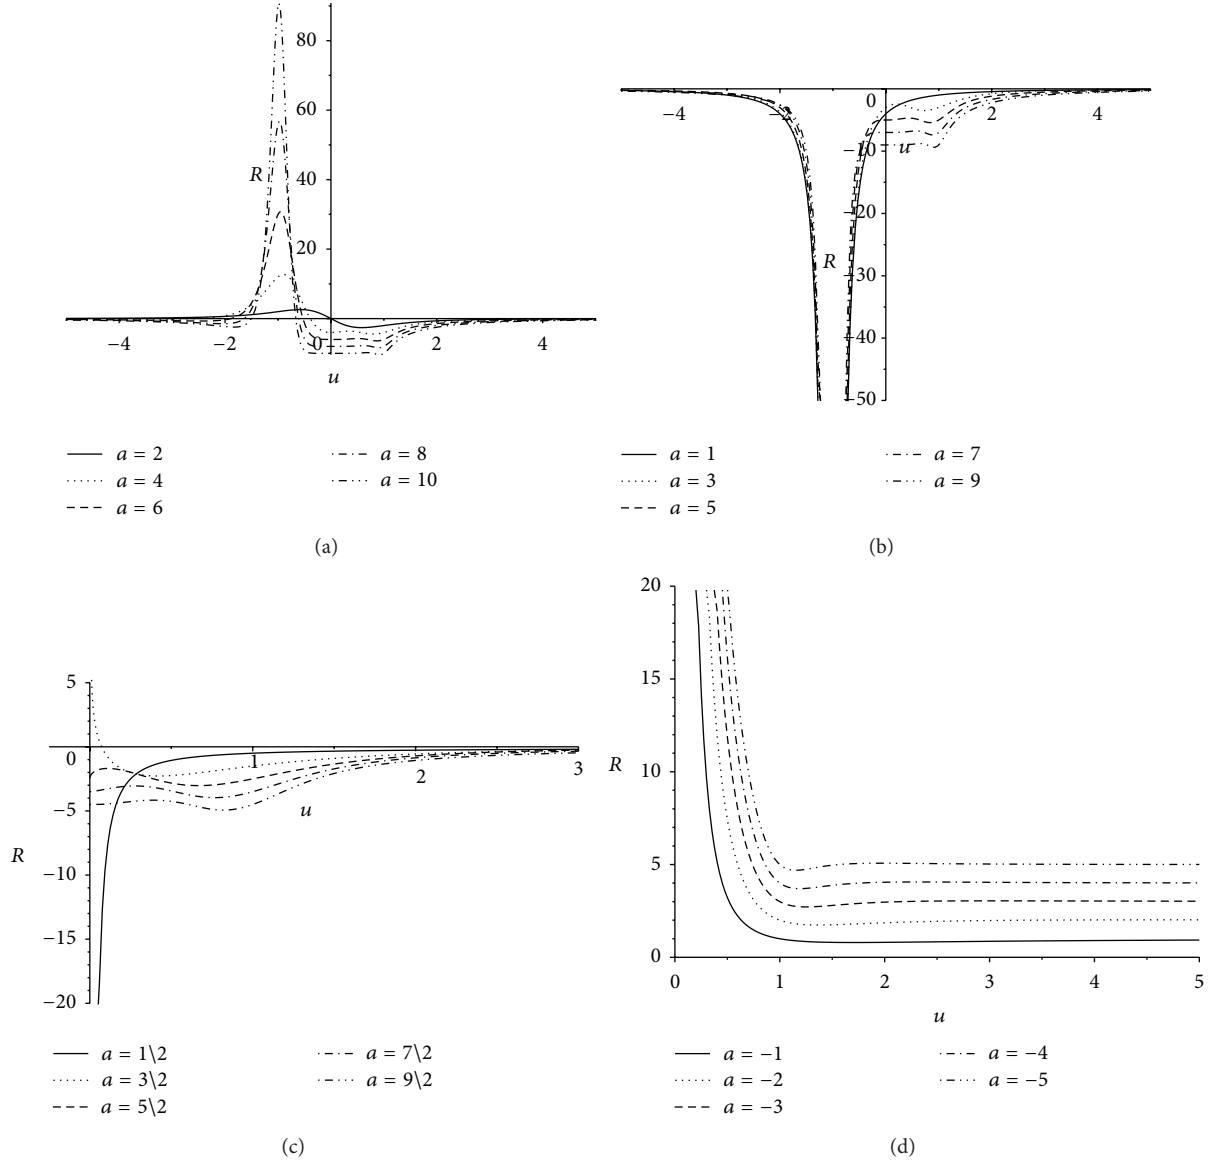 80
60
40
20
R
−4
−2
0
2
4
u
a = 2
a = 4
a = 6
a = 8
a = 10
(a)
−4
−2
0
2
4
u
−10
−20
R
−30
−40
−50
a = 1
a = 3
a = 5
a = 7
a = 9
(b)
5
0
1
2
3
−5
u
R
−10
−15
−20
a = 1\2
a = 3\2
a = 5\2
a = 7\2
a = 9\2
(c)
20
15
10
R
5
0
0
1
2
3
4
5
u
a = −1
a = −2
a = −3
a = −4
a = −5
(d)